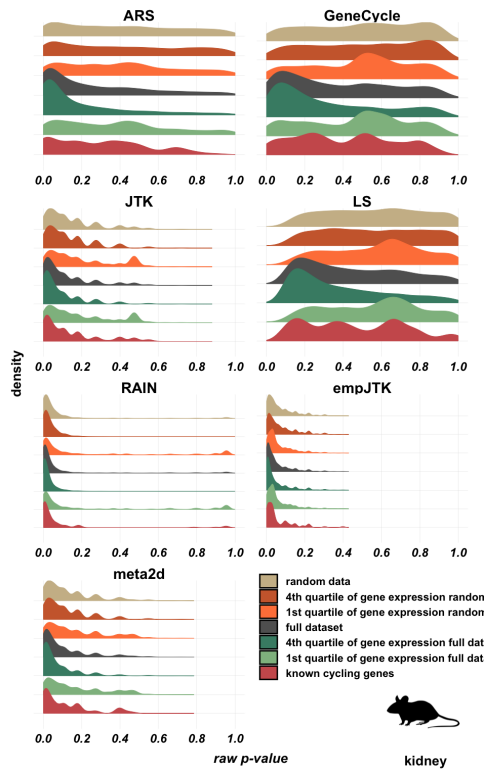 ARS
GeneCycle
0.0 0.2 0.4 0.6 0.8 1.0
0.0 0.2 0.4 0.6 0.8 1.0
JTK
LS
0.0 0.2 0.4 0.6 0.8 1.0
0.0 0.2 0.4 0.6 0.8 1.0
density
RAIN
empJTK
0.0 0.2 0.4 0.6 0.8 1.0
0.0 0.2 0.4 0.6 0.8 1.0
meta2d
0.0 0.2 0.4 0.6 0.8 1.0
raw p-value
random data
4th quartile of gene expression random
1st quartile of gene expression random
full dataset
4th quartile of gene expression full dat
1st quartile of gene expression full data
known cycling genes
kidney